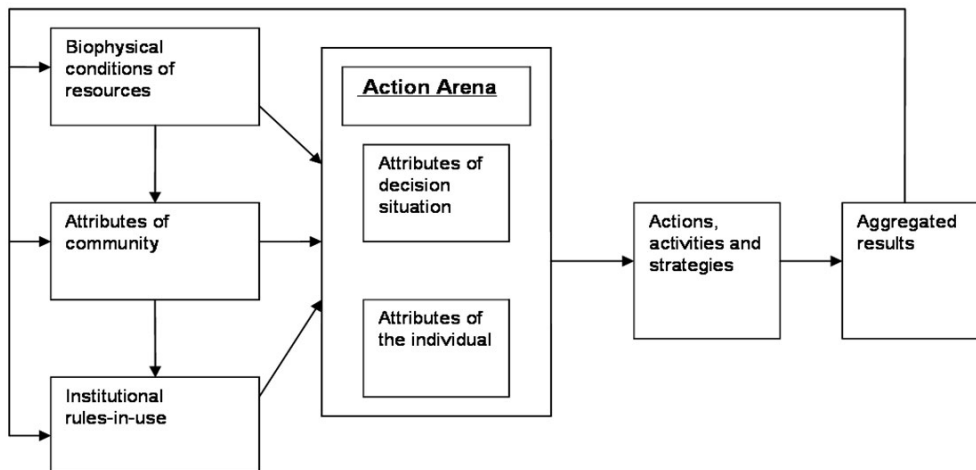 Biophysical
conditions of
resources
Action Arena
Attributes of
decision
situation
Attributes of
community
Actions,
activities and
strategies
Aggregated
results
Attributes of
the individual
Institutional
rules-in-use